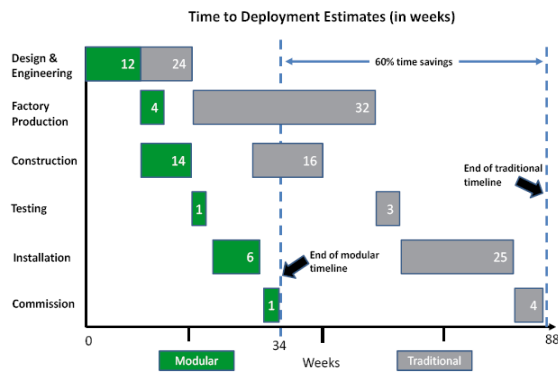 Time to Deployment Estimates (in weeks)
Design &
Engineering
12
24
60% time savings
Factory
Production
4
32
Construction
14
16
End of traditional
timeline
Testing
1
3
Installation
6
25
End of modular
timeline
Commission
1
4
0
34
Weeks
88
Modular
Traditional